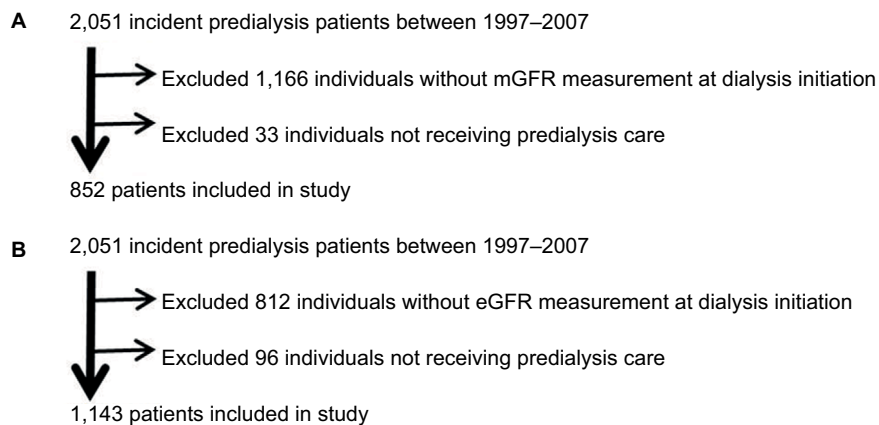 A 2,051 incident predialysis patients between 1997–2007
Excluded 1,166 individuals without mGFR measurement at dialysis initiation
Excluded 33 individuals not receiving predialysis care
852 patients included in study
B 2,051 incident predialysis patients between 1997–2007
Excluded 812 individuals without eGFR measurement at dialysis initiation
Excluded 96 individuals not receiving predialysis care
1,143 patients included in study